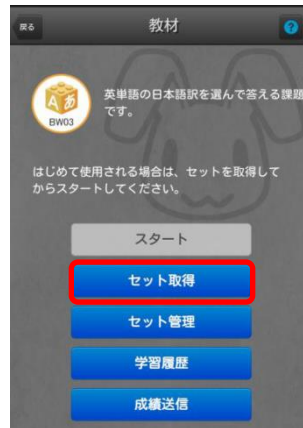 戻る
教材
?
Aあ
BW03
英単語の日本語訳を選んで答える課題
です。
はじめて使用される場合は、セットを取得して
からスタートしてください。
スタート
セット取得
セット管理
学習履歴
成績送信